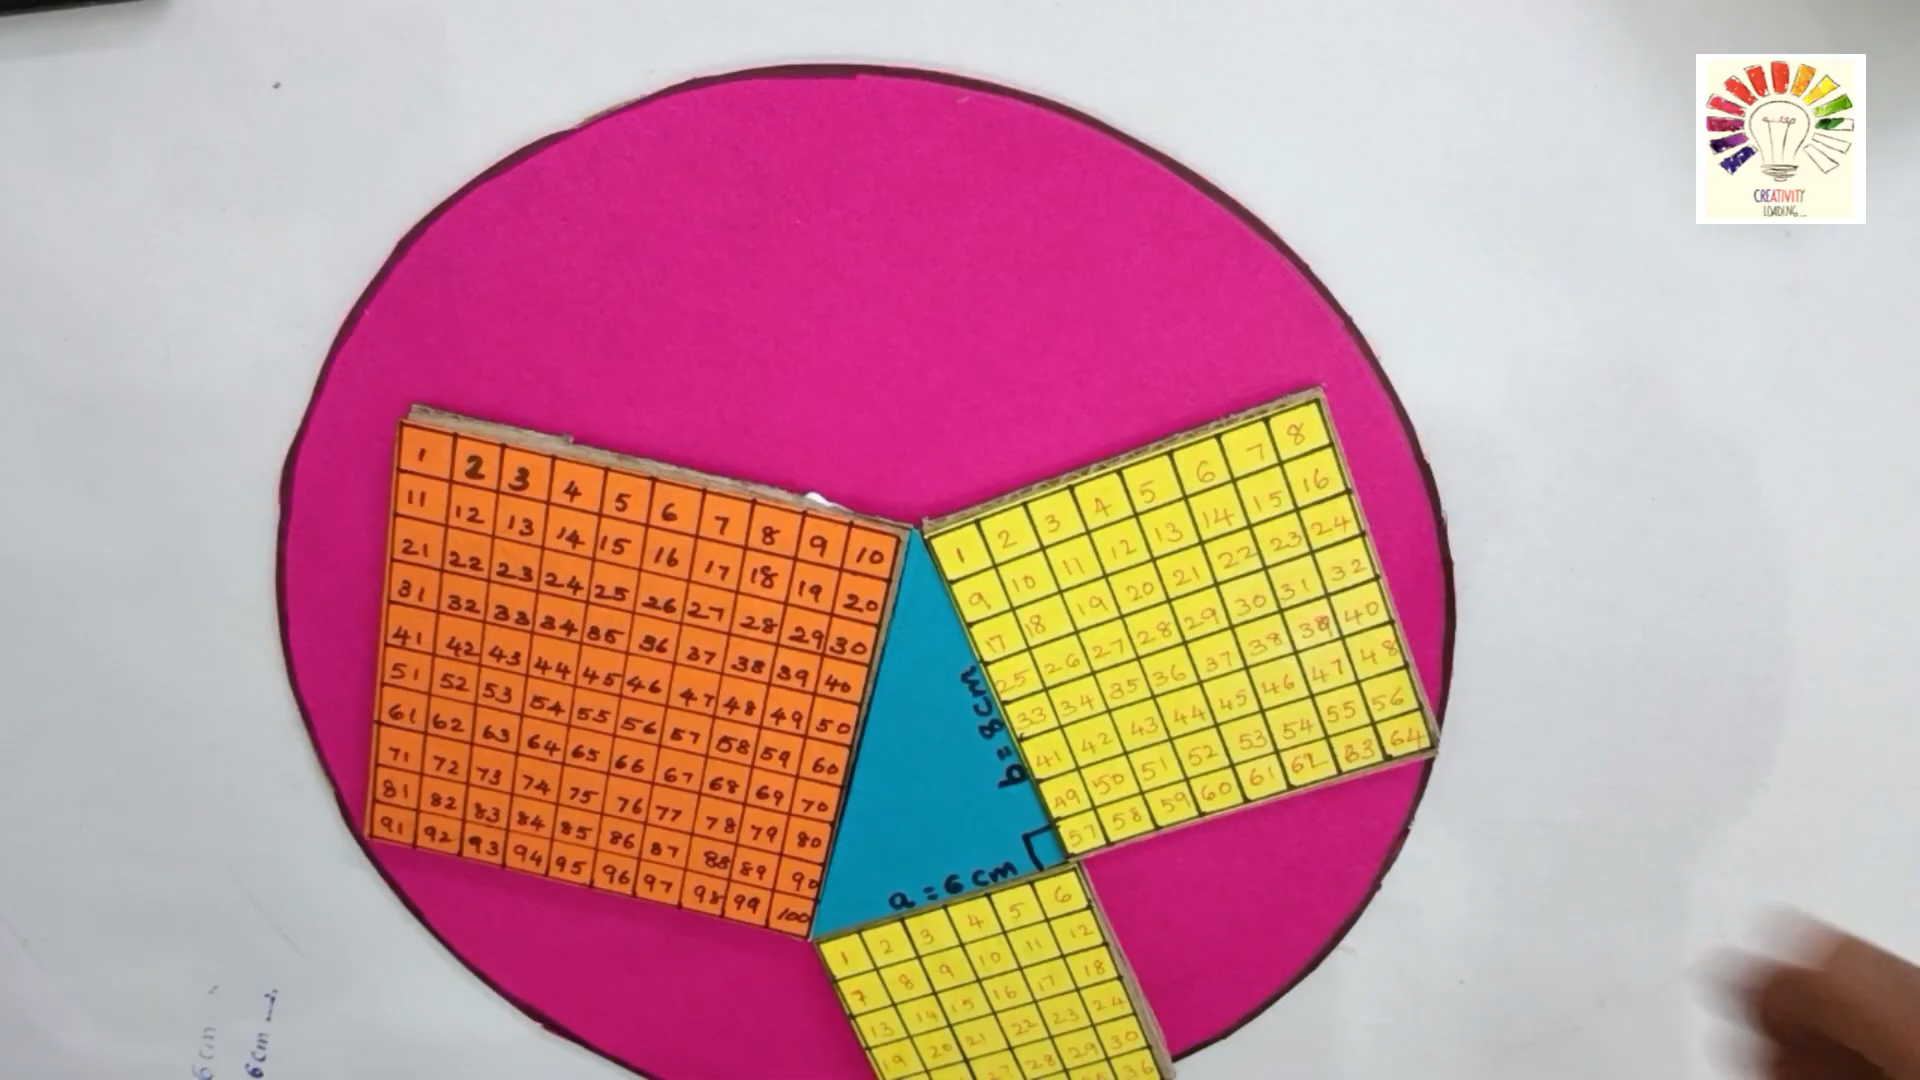 CREATIVITY
LOADING...
1 2 3 4 5 6 7 8 9 10
11 12 13 14 15 16 17 18 19 20
21 22 23 24 25 26 27 28 29 30
31 32 33 34 35 36 37 38 39 40
41 42 43 44 45 46 47 48 49 50
51 52 53 54 55 56 57 58 59 60
61 62 63 64 65 66 67 68 69 70
71 72 73 74 75 76 77 78 79 80
81 82 83 84 85 86 87 88 89 90
91 92 93 94 95 96 97 98 99 100
1 2 3 4 5 6 7 8
9 10 11 12 13 14 15 16
17 18 19 20 21 22 23 24
25 26 27 28 29 30 31 32
33 34 35 36 37 38 39 40
41 42 43 44 45 46 47 48
49 50 51 52 53 54 55 56
57 58 59 60 61 62 63 64
b = 8cm
a = 6 cm
1 2 3 4 5 6
7 8 9 10 11 12
13 14 15 16 17 18
19 20 21 22 23 24
27 28 29 30
36
6cm
6cm